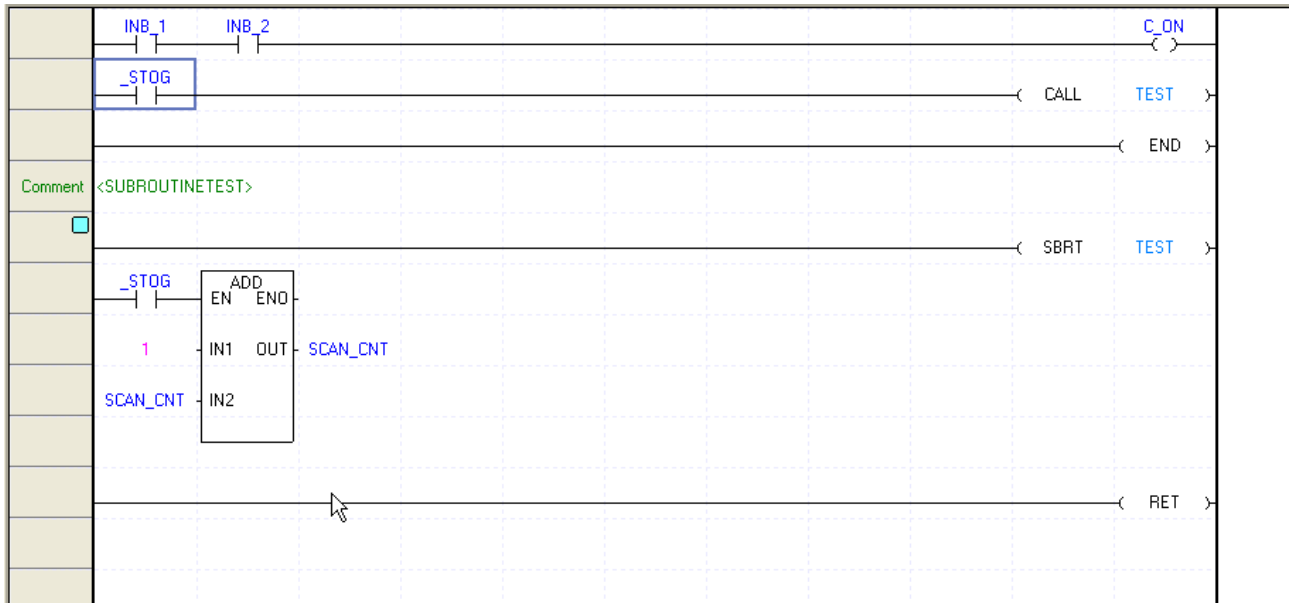 INB_1 INB_2 C_ON
_STOG
CALL TEST
END
Comment <SUBROUTINETEST>
SBRT TEST
_STOG ADD
EN ENO
1 IN1 OUT SCAN_CNT
SCAN_CNT IN2
RET